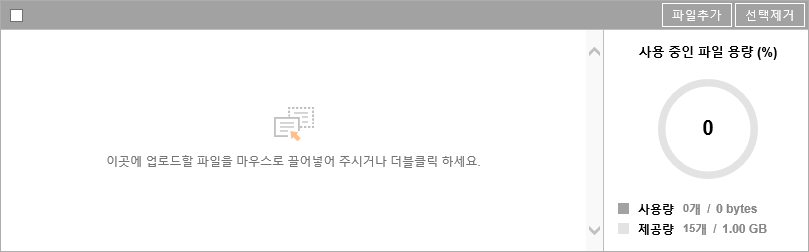 파일추가 선택제거
사용 중인 파일 용량 (%)
0
이곳에 업로드할 파일을 마우스로 끌어넣어 주시거나 더블클릭 하세요.
사용량 0개 / 0 bytes
제공량 15개 / 1.00 GB